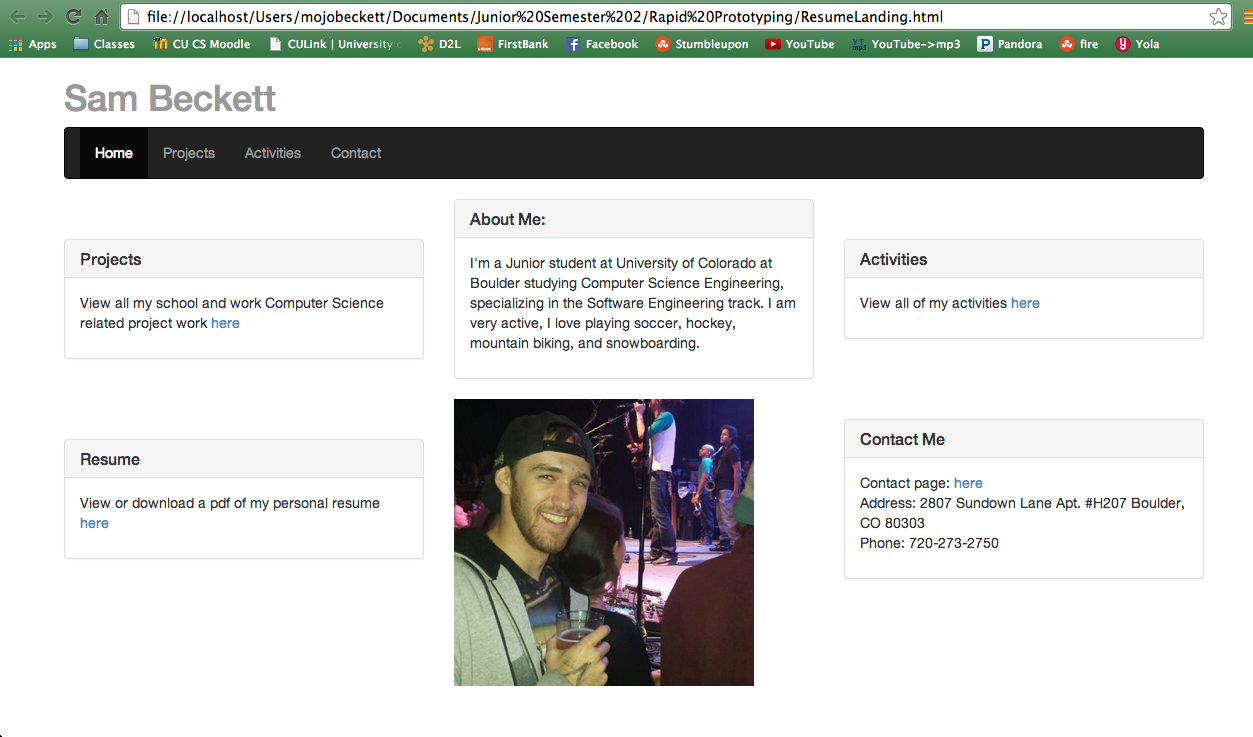 file://localhost/Users/mojobeckett/Documents/Junior%20Semester%202/Rapid%20Prototyping/ResumeLanding.html
Apps Classes CU CS Moodle CULink | University D2L FirstBank Facebook Stumbleupon YouTube YouTube->mp3 Pandora fire Yola
Sam Beckett
Home Projects Activities Contact
About Me:
I'm a Junior student at University of Colorado at
Boulder studying Computer Science Engineering,
specializing in the Software Engineering track. I am
very active, I love playing soccer, hockey,
mountain biking, and snowboarding.
Projects
View all my school and work Computer Science
related project work here
Activities
View all of my activities here
Resume
View or download a pdf of my personal resume
here
Contact Me
Contact page: here
Address: 2807 Sundown Lane Apt. #H207 Boulder,
CO 80303
Phone: 720-273-2750